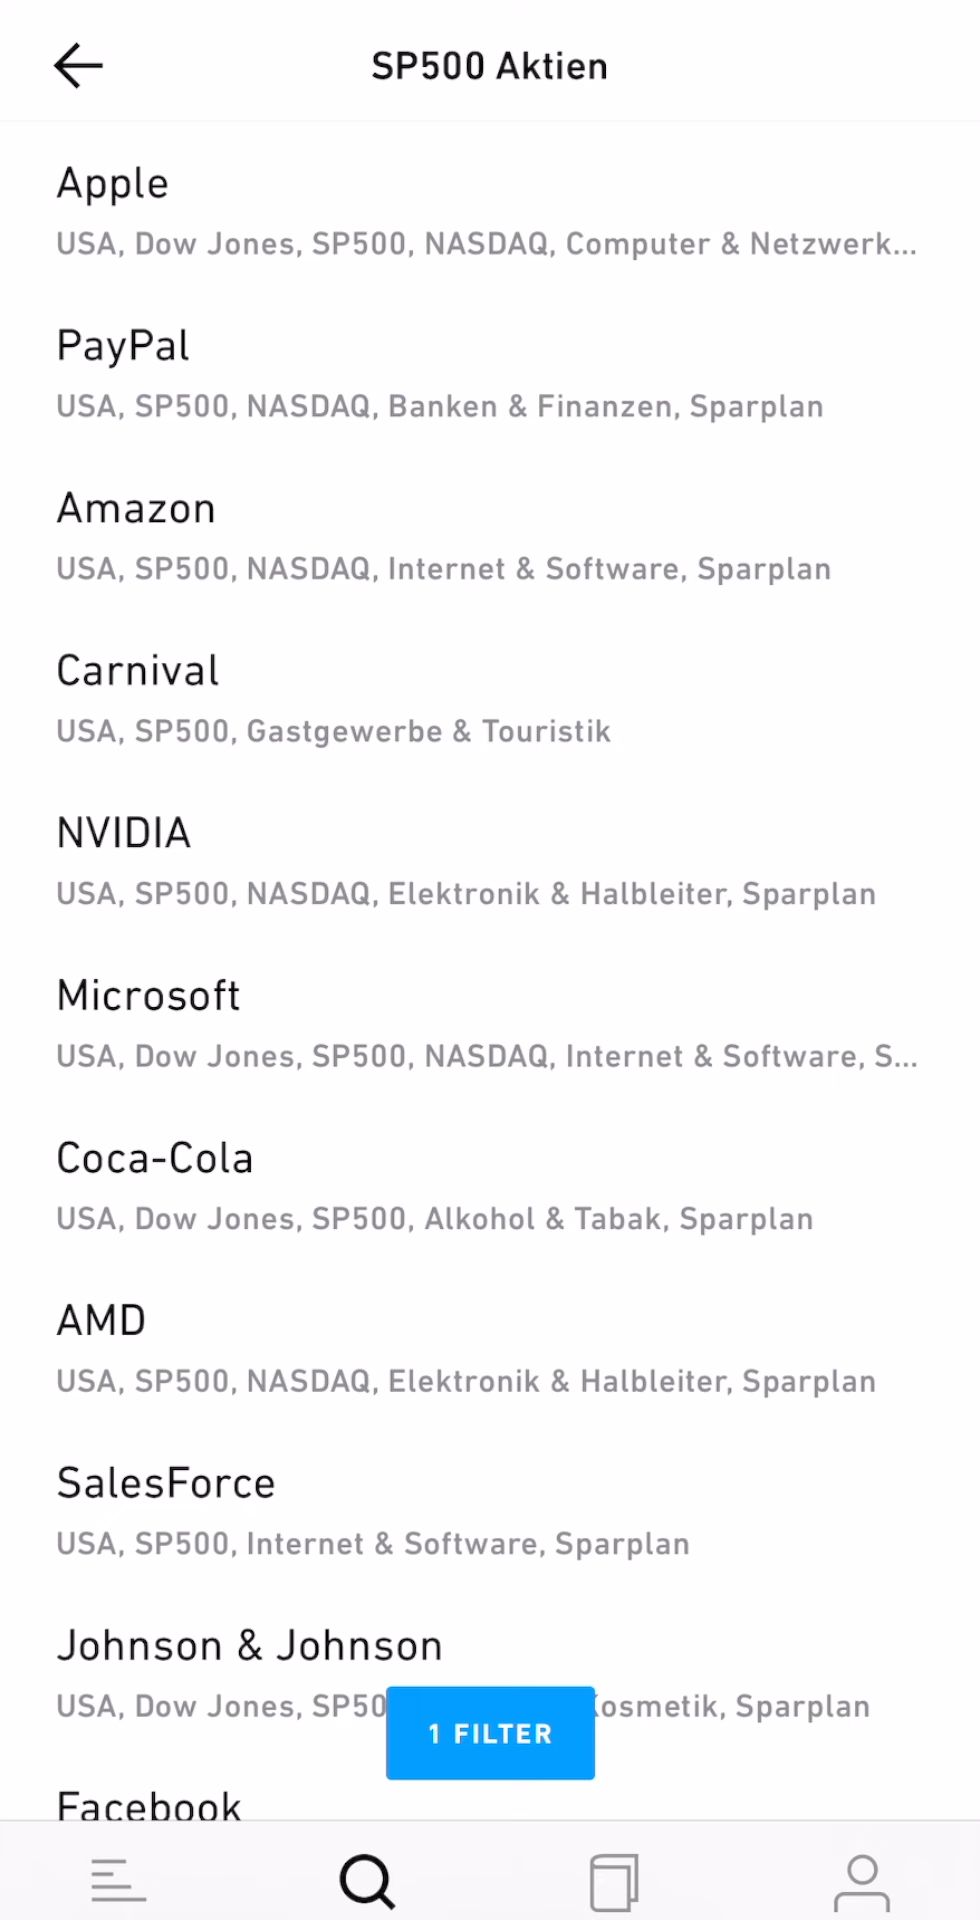 SP500 Aktien
Apple
USA, Dow Jones, SP500, NASDAQ, Computer & Netzwerk...
PayPal
USA, SP500, NASDAQ, Banken & Finanzen, Sparplan
Amazon
USA, SP500, NASDAQ, Internet & Software, Sparplan
Carnival
USA, SP500, Gastgewerbe & Touristik
NVIDIA
USA, SP500, NASDAQ, Elektronik & Halbleiter, Sparplan
Microsoft
USA, Dow Jones, SP500, NASDAQ, Internet & Software, S...
Coca-Cola
USA, Dow Jones, SP500, Alkohol & Tabak, Sparplan
AMD
USA, SP500, NASDAQ, Elektronik & Halbleiter, Sparplan
SalesForce
USA, SP500, Internet & Software, Sparplan
Johnson & Johnson
USA, Dow Jones, SP50 osmetik, Sparplan
1 FILTER
Facebook